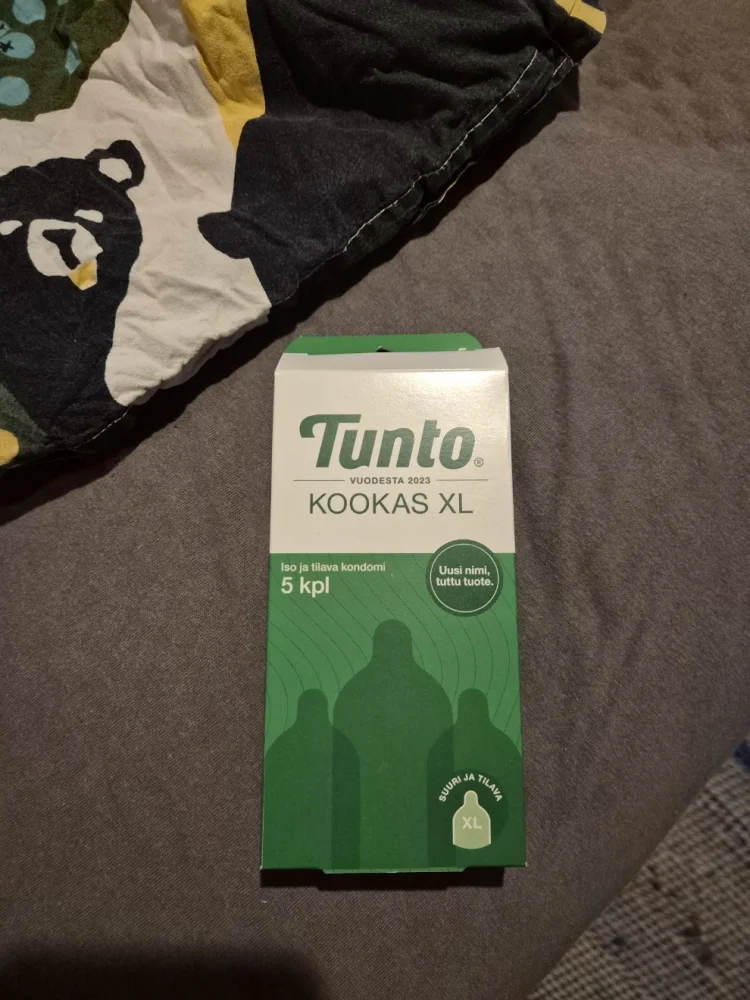 Tunto®
VUODESTA 2023
KOOKAS XL
Iso ja tilava kondomi
5 kpl
Uusi nimi,
tuttu tuote.
SUURI JA TILAVA
XL